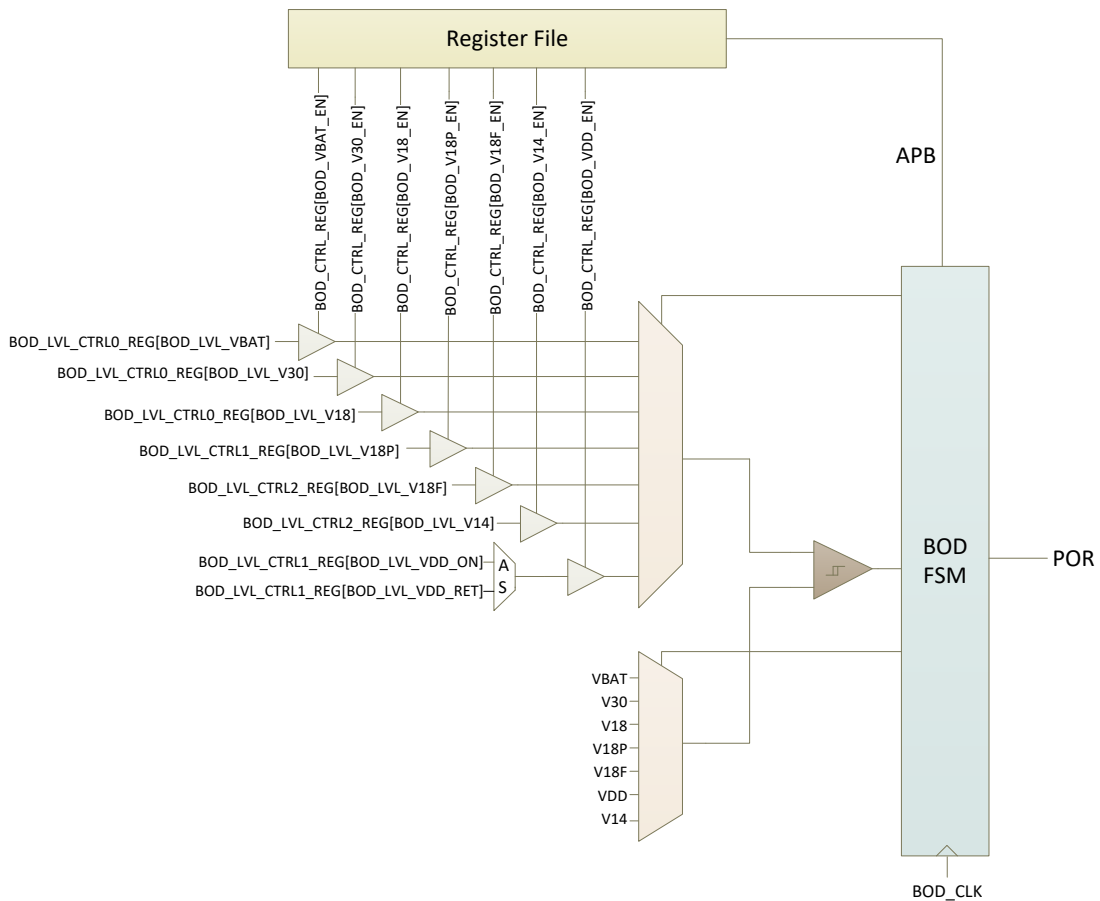 Register File
BOD_CTRL_REG[BOD_VBAT_EN]
BOD_CTRL_REG[BOD_V30_EN]
BOD_CTRL_REG[BOD_V18_EN]
BOD_CTRL_REG[BOD_V18P_EN]
BOD_CTRL_REG[BOD_V18F_EN]
BOD_CTRL_REG[BOD_V14_EN]
BOD_CTRL_REG[BOD_VDD_EN]
APB
BOD_LVL_CTRL0_REG[BOD_LVL_VBAT]
BOD_LVL_CTRL0_REG[BOD_LVL_V30]
BOD_LVL_CTRL0_REG[BOD_LVL_V18]
BOD_LVL_CTRL1_REG[BOD_LVL_V18P]
BOD_LVL_CTRL2_REG[BOD_LVL_V18F]
BOD_LVL_CTRL2_REG[BOD_LVL_V14]
BOD_LVL_CTRL1_REG[BOD_LVL_VDD_ON]
BOD_LVL_CTRL1_REG[BOD_LVL_VDD_RET]
A
S
BOD
FSM
POR
VBAT
V30
V18
V18P
V18F
VDD
V14
BOD_CLK